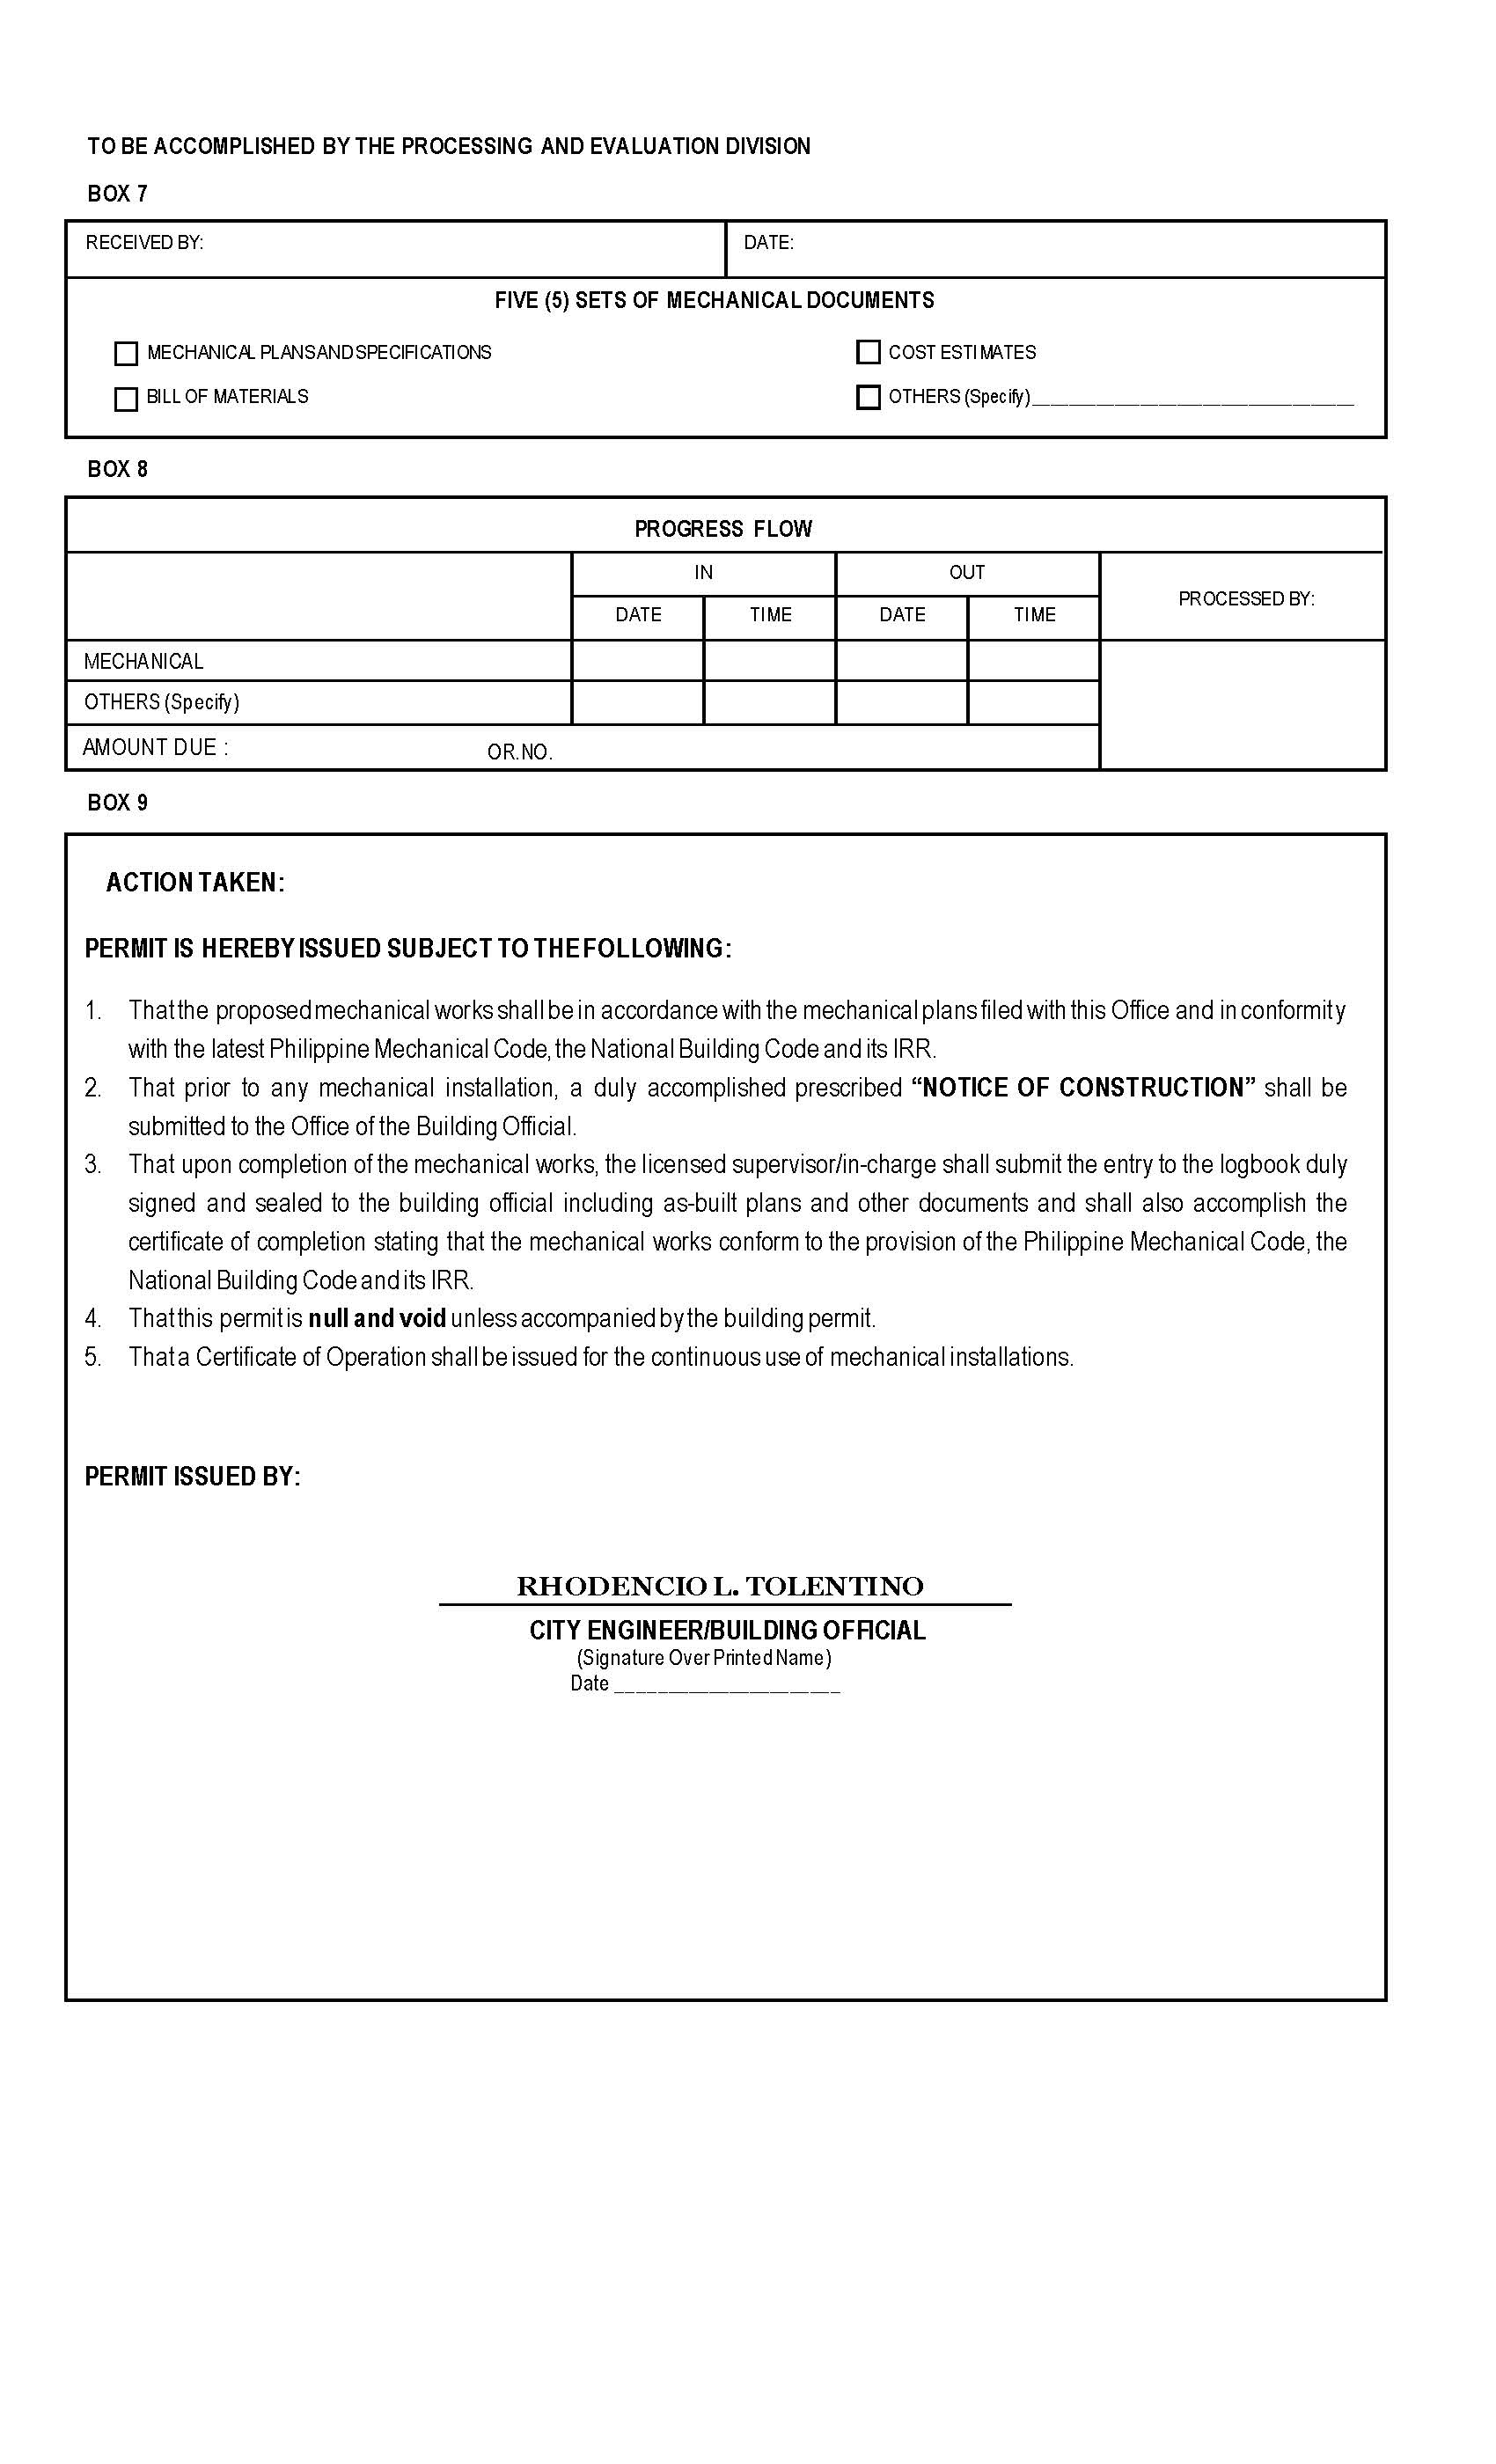 TO BE ACCOMPLISHED BY THE PROCESSING AND EVALUATION DIVISION
BOX 7
RECEIVED BY: DATE:
FIVE (5) SETS OF MECHANICAL DOCUMENTS
MECHANICAL PLANS AND SPECIFICATIONS COST ESTIMATES
BILL OF MATERIALS OTHERS (Specify)______________________________
BOX 8
PROGRESS FLOW
IN OUT PROCESSED BY:
DATE TIME DATE TIME
MECHANICAL
OTHERS (Specify)
AMOUNT DUE : OR.NO.
BOX 9
ACTION TAKEN:
PERMIT IS HEREBY ISSUED SUBJECT TO THE FOLLOWING:
1. That the proposed mechanical works shall be in accordance with the mechanical plans filed with this Office and in conformity
with the latest Philippine Mechanical Code, the National Building Code and its IRR.
2. That prior to any mechanical installation, a duly accomplished prescribed “NOTICE OF CONSTRUCTION” shall be
submitted to the Office of the Building Official.
3. That upon completion of the mechanical works, the licensed supervisor/in-charge shall submit the entry to the logbook duly
signed and sealed to the building official including as-built plans and other documents and shall also accomplish the
certificate of completion stating that the mechanical works conform to the provision of the Philippine Mechanical Code, the
National Building Code and its IRR.
4. That this permit is null and void unless accompanied by the building permit.
5. That a Certificate of Operation shall be issued for the continuous use of mechanical installations.
PERMIT ISSUED BY:
RHODENCIO L. TOLENTINO
CITY ENGINEER/BUILDING OFFICIAL
(Signature Over Printed Name)
Date ____________________